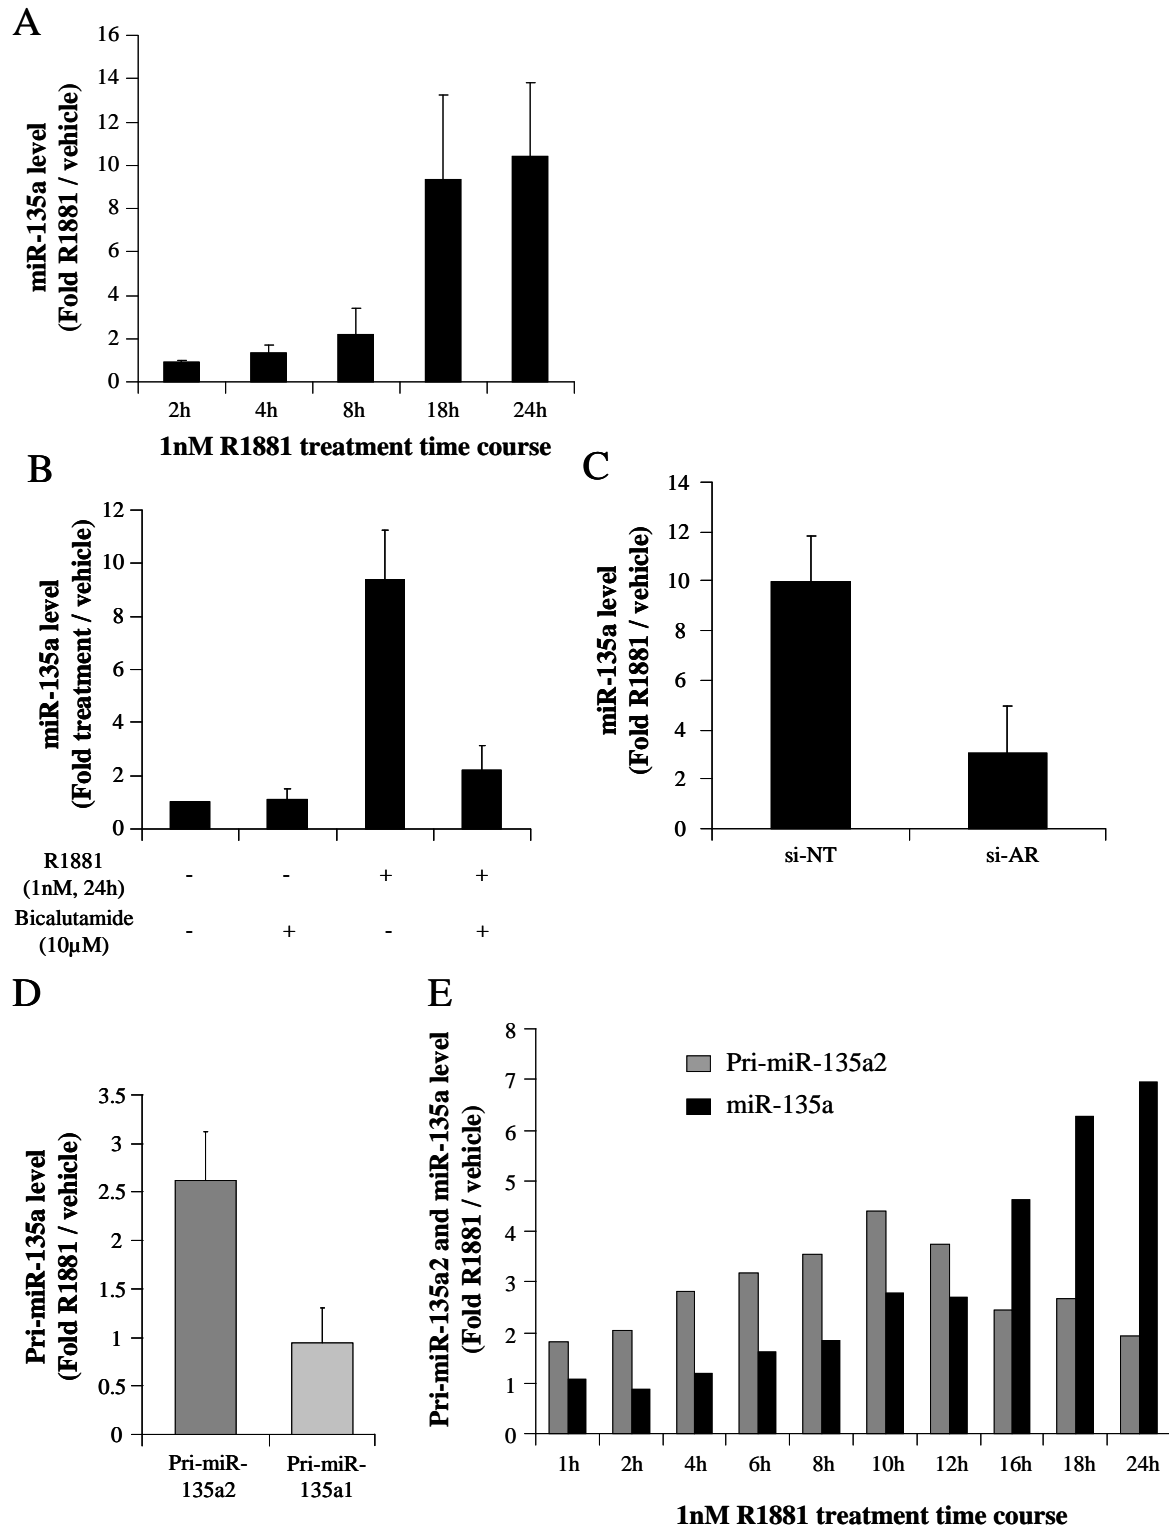 A
miR-135a level
(Fold R1881 / vehicle)
16
14
12
10
8
6
4
2
0
2h 4h 8h 18h 24h
1nM R1881 treatment time course
B
miR-135a level
(Fold treatment / vehicle)
12
10
8
6
4
2
0
R1881
(1nM, 24h)
- - + +
Bicalutamide
(10µM)
- + - +
C
miR-135a level
(Fold R1881 / vehicle)
14
12
10
8
6
4
2
0
si-NT si-AR
D
Pri-miR-135a level
(Fold R1881 / vehicle)
3.5
3
2.5
2
1.5
1
0.5
0
Pri-miR-
135a2
Pri-miR-
135a1
E
Pri-miR-135a2 and miR-135a level
(Fold R1881 / vehicle)
8
7
6
5
4
3
2
1
0
Pri-miR-135a2
miR-135a
1h 2h 4h 6h 8h 10h 12h 16h 18h 24h
1nM R1881 treatment time course